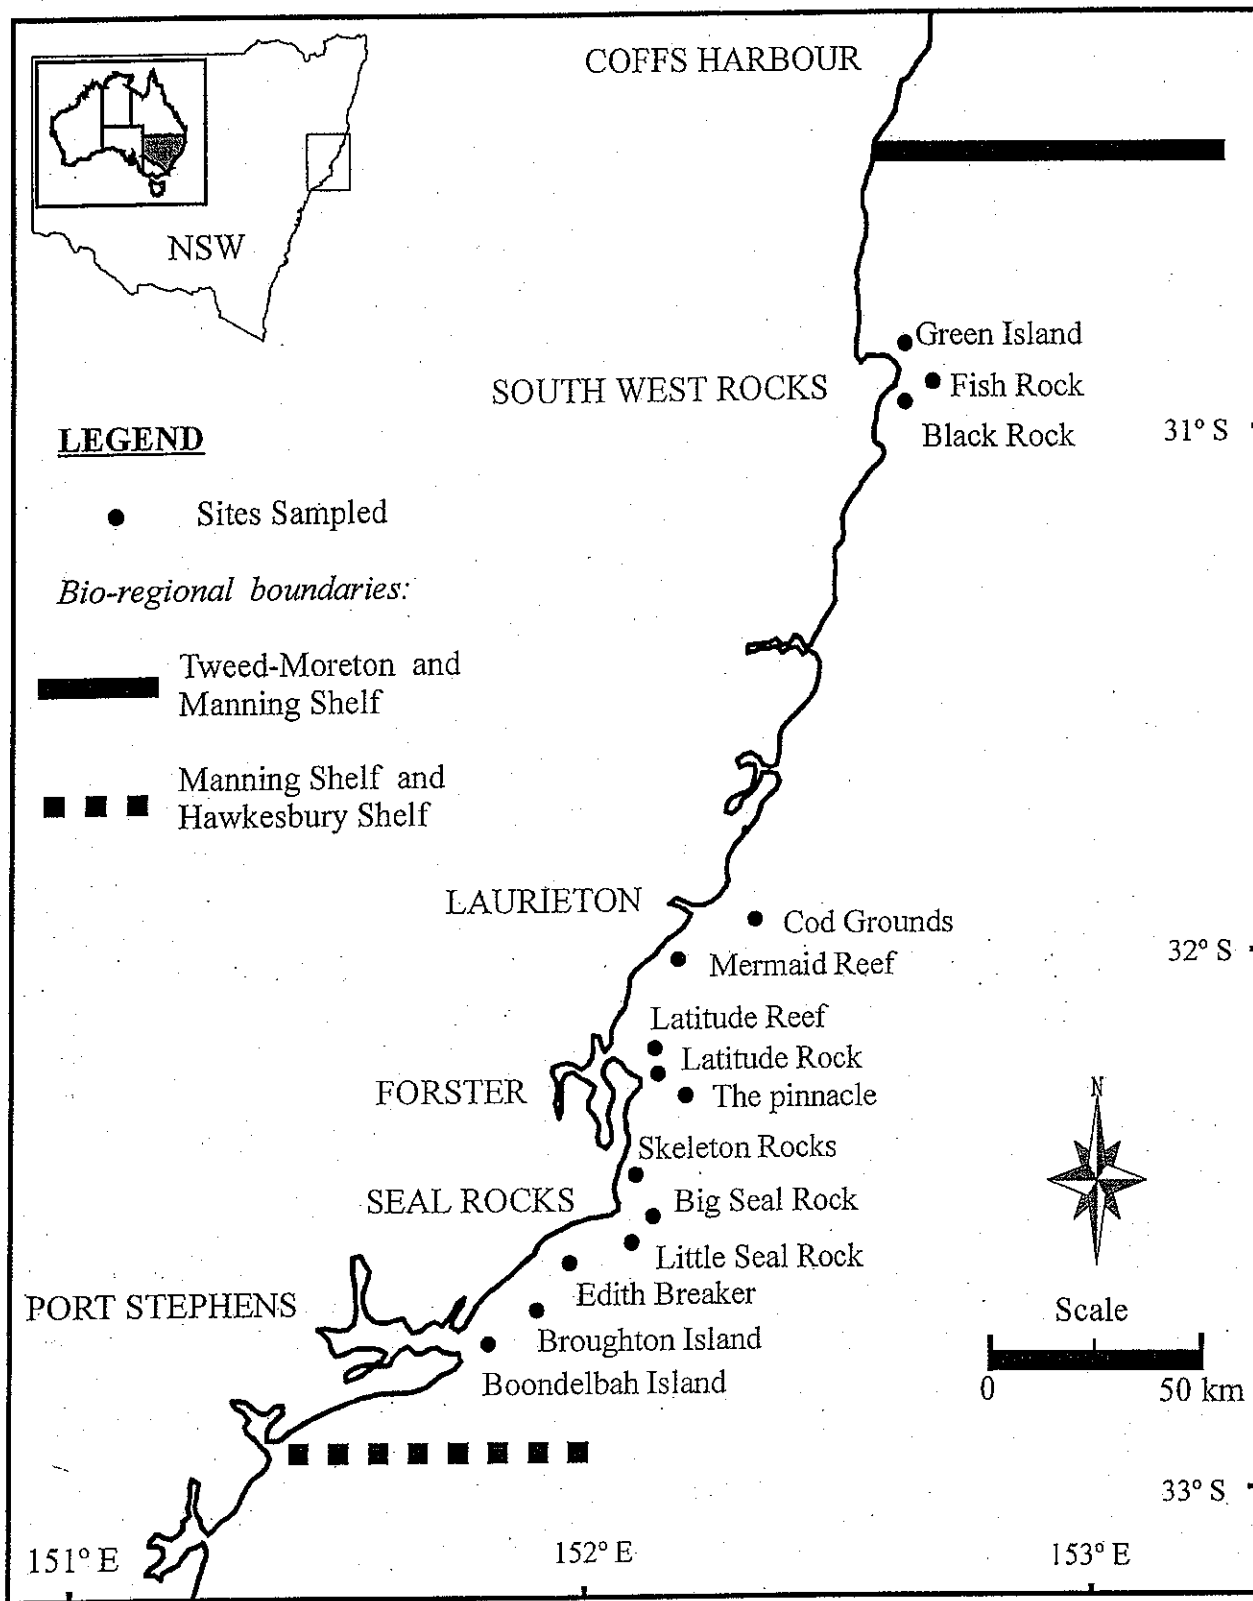 COFFS HARBOUR
NSW
Green Island
SOUTH WEST ROCKS
Fish Rock
Black Rock
31° S
LEGEND
Sites Sampled
Bio-regional boundaries:
Tweed-Moreton and
Manning Shelf
Manning Shelf and
Hawkesbury Shelf
LAURIETON
Cod Grounds
Mermaid Reef
32° S
Latitude Reef
Latitude Rock
FORSTER
The pinnacle
N
Skeleton Rocks
SEAL ROCKS
Big Seal Rock
Little Seal Rock
Edith Breaker
PORT STEPHENS
Scale
Broughton Island
Boondelbah Island
0
50 km
33° S
151° E
152° E
153° E